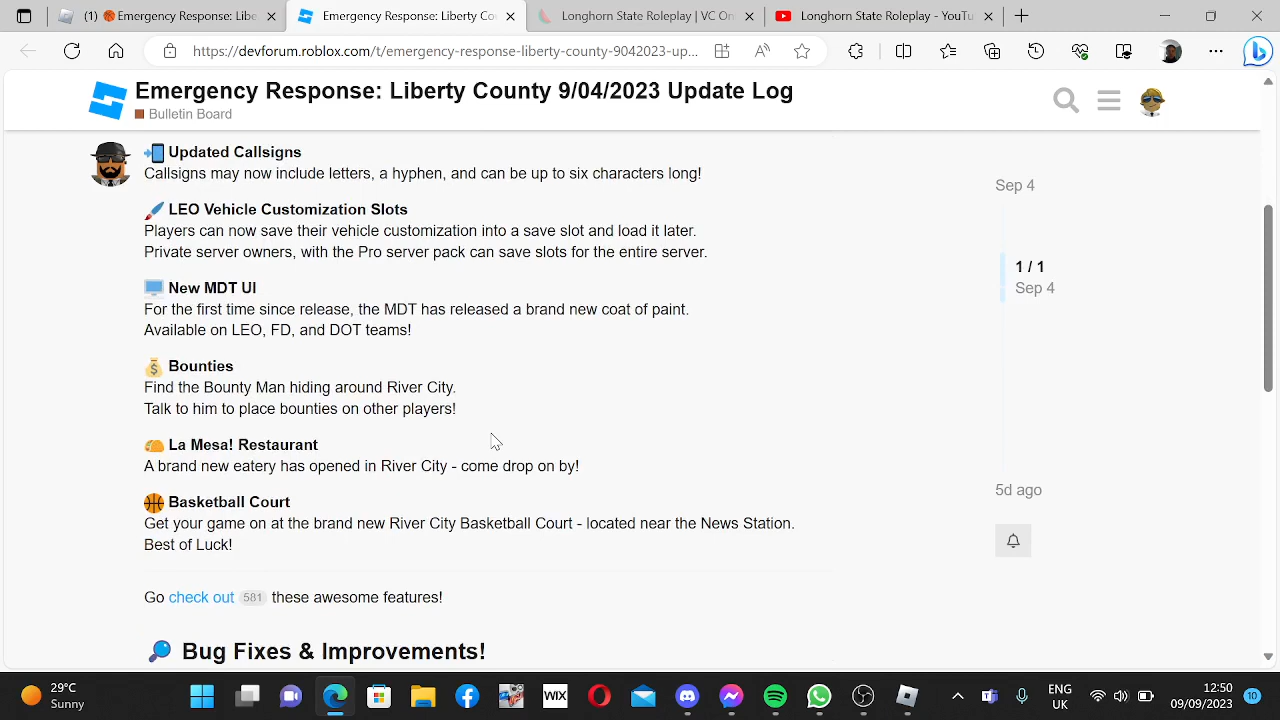 Emergency Response: Libe
Emergency Response: Liberty Cou
Longhorn State Roleplay | VC Onl
Longhorn State Roleplay - YouTu
https://devforum.roblox.com/t/emergency-response-liberty-county-9042023-up...
Emergency Response: Liberty County 9/04/2023 Update Log
Bulletin Board
Updated Callsigns
Callsigns may now include letters, a hyphen, and can be up to six characters long!
LEO Vehicle Customization Slots
Players can now save their vehicle customization into a save slot and load it later.
Private server owners, with the Pro server pack can save slots for the entire server.
New MDT UI
For the first time since release, the MDT has released a brand new coat of paint.
Available on LEO, FD, and DOT teams!
Bounties
Find the Bounty Man hiding around River City.
Talk to him to place bounties on other players!
La Mesa! Restaurant
A brand new eatery has opened in River City - come drop on by!
Basketball Court
Get your game on at the brand new River City Basketball Court - located near the News Station.
Best of Luck!
Go check out 581 these awesome features!
Bug Fixes & Improvements!
Sep 4
1 / 1
Sep 4
5d ago
29°C
Sunny
WIX
ENG
UK
12:50
09/09/2023
10